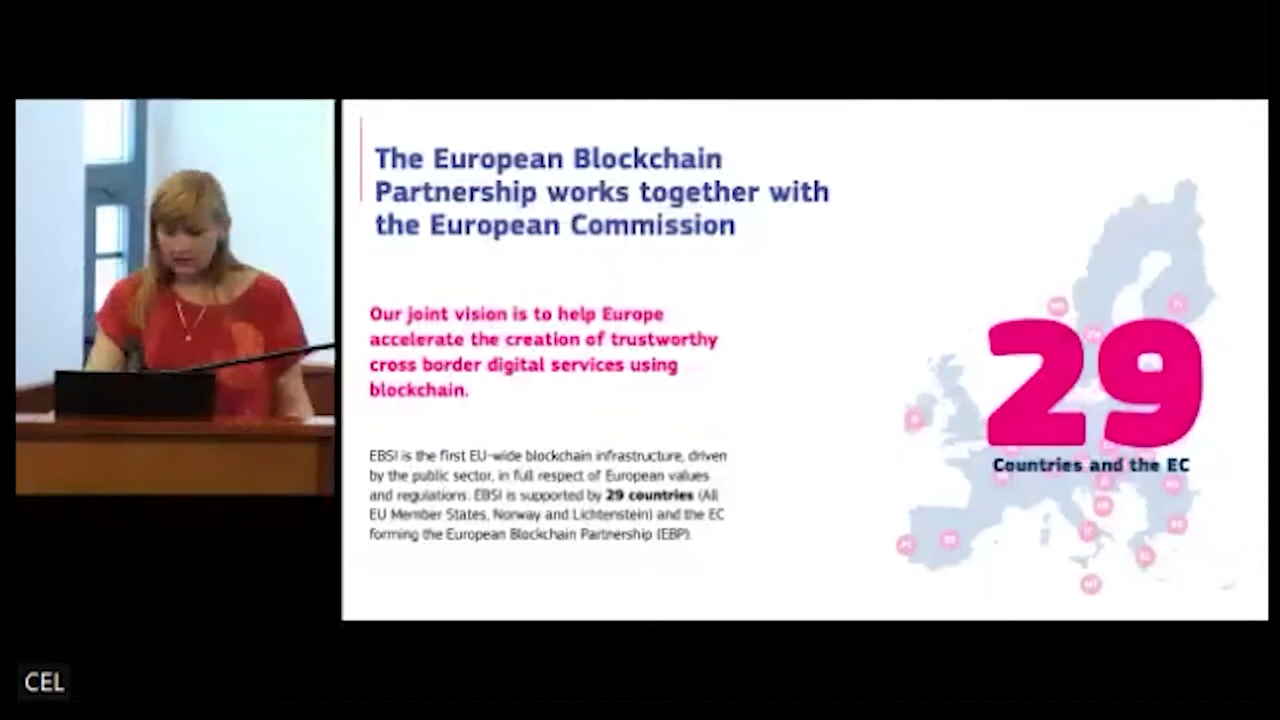 The European Blockchain
Partnership works together with
the European Commission
Our joint vision is to help Europe
accelerate the creation of trustworthy
cross border digital services using
blockchain.
EBSI is the first EU-wide blockchain infrastructure, driven
by the public sector, in full respect of European values
and regulations. EBSI is supported by 29 countries (All
EU Member States, Norway and Lichtenstein) and the EC
forming the European Blockchain Partnership (EBP).
29
Countries and the EC
CEL